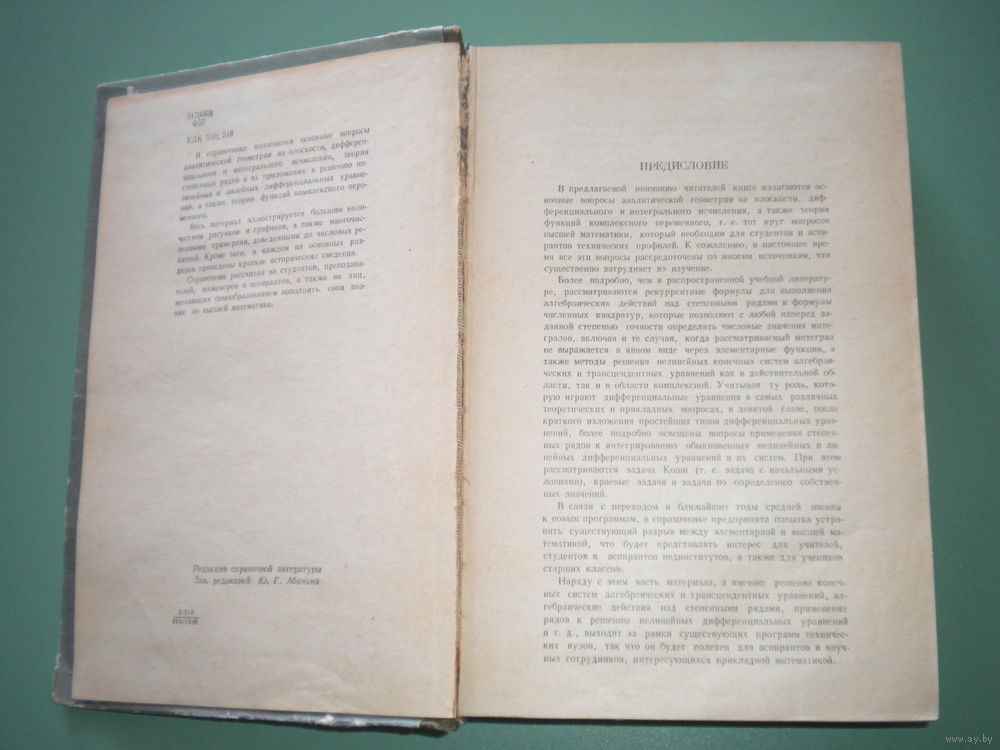 517(083)
Ф57
УДК 510; 518
В справочнике излагаются основные вопросы
аналитической геометрии на плоскости, дифферен-
циального и интегрального исчисления, теории
степенных рядов и их приложения к решению не-
линейных и линейных дифференциальных уравне-
ний, а также теория функций комплексного пере-
менного.
Весь материал иллюстрируется большим коли-
чеством рисунков и графиков, а также многочис-
ленными примерами, доведенными до числовых ре-
шений. Кроме того, в каждом из основных раз-
делов приведены краткие исторические сведения.
Справочник рассчитан на студентов, преподава-
телей, инженеров и аспирантов, а также на лиц,
желающих самообразованием пополнить свои зна-
ния по высшей математике.
Редакция справочной литературы
Зав. редакцией Ю. Г. Абанина
2-2-3
ПРЕДИСЛОВИЕ
В предлагаемой вниманию читателей книге излагаются ос-
новные вопросы аналитической геометрии на плоскости, диф-
ференциального и интегрального исчисления, а также теория
функций комплексного переменного, т. е. тот круг вопросов
высшей математики, который необходим для студентов и аспи-
рантов технических профилей. К сожалению, в настоящее время
все эти вопросы рассредоточены по многим источникам, что
существенно затрудняет их изучение.
Более подробно, чем в распространенной учебной литерату-
ре, рассматриваются рекуррентные формулы для выполнения
алгебраических действий над степенными рядами и формулы
численных квадратур, которые позволяют с любой наперед за-
данной степенью точности определять числовые значения инте-
гралов, включая и те случаи, когда рассматриваемый интеграл
не выражается в явном виде через элементарные функции, а
также методы решения нелинейных конечных систем алгебраи-
ческих и трансцендентных уравнений как в действительной об-
ласти, так и в области комплексной. Учитывая ту роль, кото-
рую играют дифференциальные уравнения в самых различных
теоретических и прикладных вопросах, в девятой главе, после
краткого изложения простейших типов дифференциальных урав-
нений, более подробно освещены вопросы применения степен-
ных рядов к интегрированию обыкновенных нелинейных и ли-
нейных дифференциальных уравнений и их систем. При этом
рассматриваются задача Коши (т. е. задача с начальными ус-
ловиями), краевые задачи и задачи по определению собствен-
ных значений.
В связи с переходом в ближайшие годы средней школы
к новым программам, в справочнике предпринята попытка устра-
нить существующий разрыв между элементарной и высшей ма-
тематикой, что будет представлять интерес для учителей,
студентов и аспирантов пединститутов, а также для учеников
старших классов.
Наряду с этим часть материала, а именно: решение конеч-
ных систем алгебраических и трансцендентных уравнений, ал-
гебраические действия над степенными рядами, применение
рядов к решению нелинейных дифференциальных уравнений
и т. д., выходит за рамки существующих программ техниче-
ских вузов, так что он будет полезен для аспирантов и науч-
ных сотрудников, интересующихся прикладной математикой.
www.ay.by